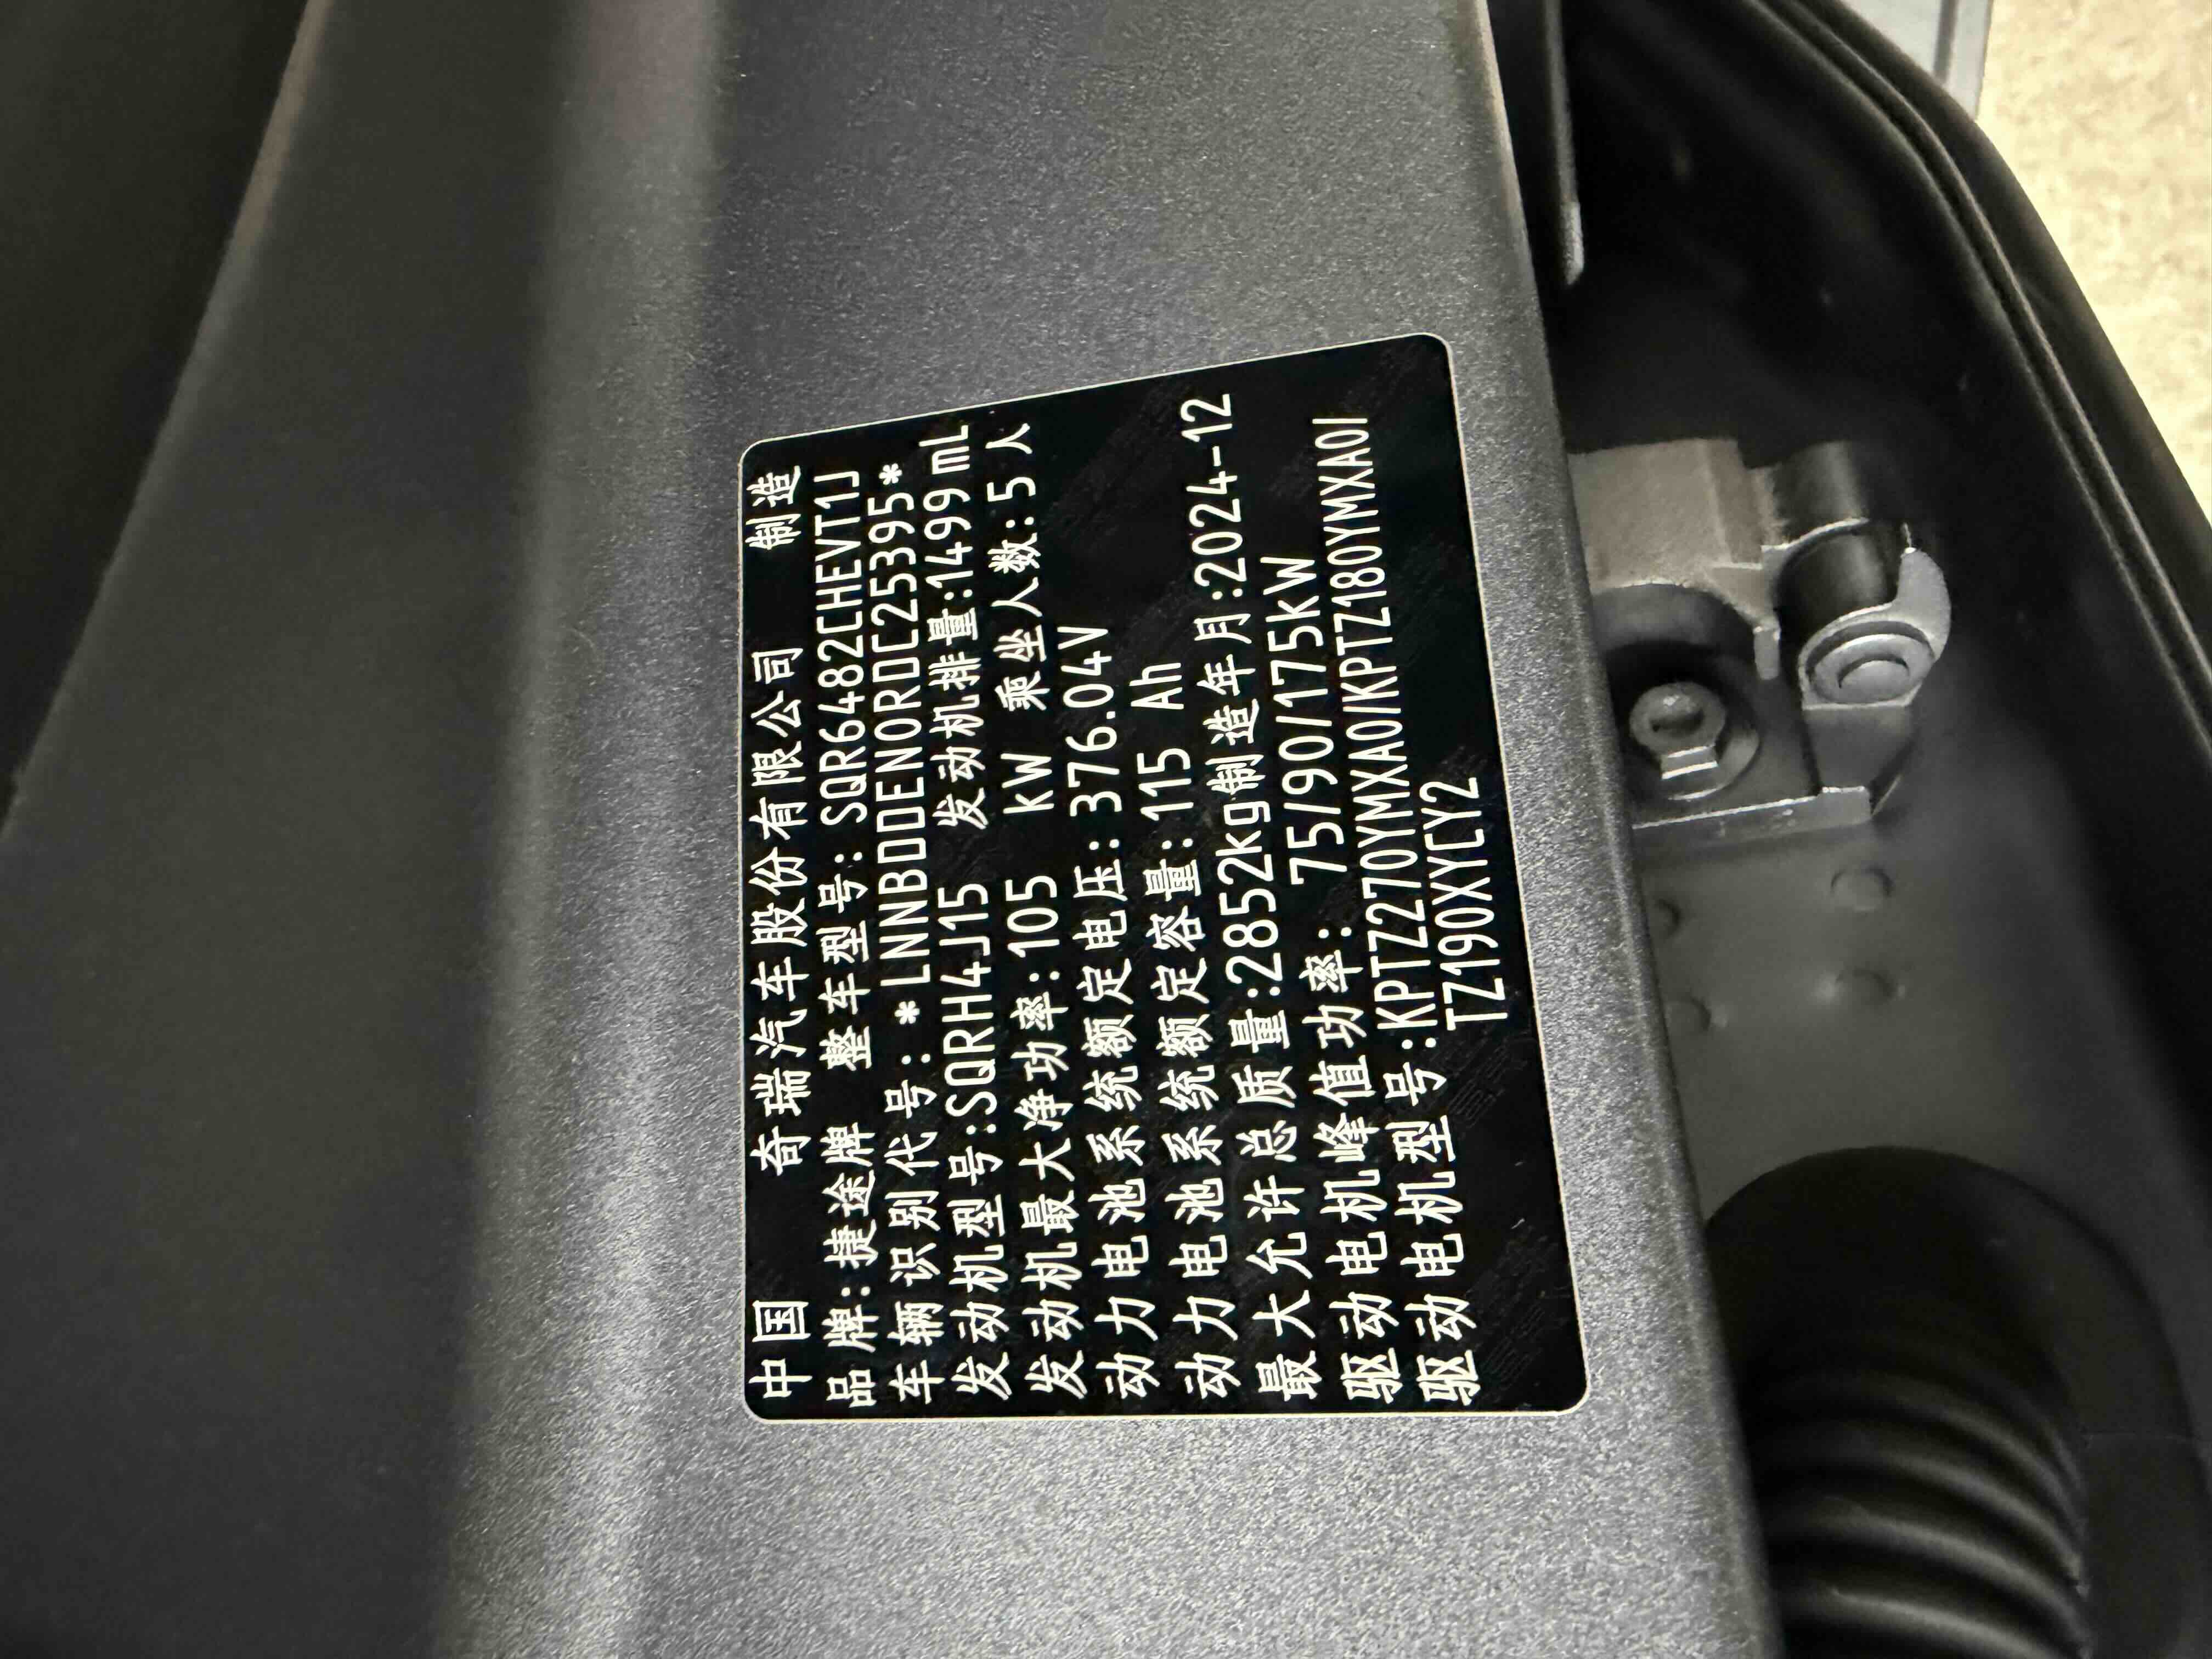 中国 奇瑞汽车股份有限公司 制造
品牌:捷途牌 整车型号:SQR6482CHEVT1J
车辆识别代号:*LNNBDDEN0RDC25395*
发动机型号:SQRH4J15 发动机排量:1499mL
发动机最大净功率:105 kW 乘坐人数:5人
动力电池系统额定电压:376.04V
动力电池系统额定容量:115 Ah
最大允许总质量:2852kg制造年月:2024-12
驱动电机峰值功率: 75/90/175kW
驱动电机型号:KPTZ270YMXA0/KPTZ180YMXA0/
TZ190XYCY2